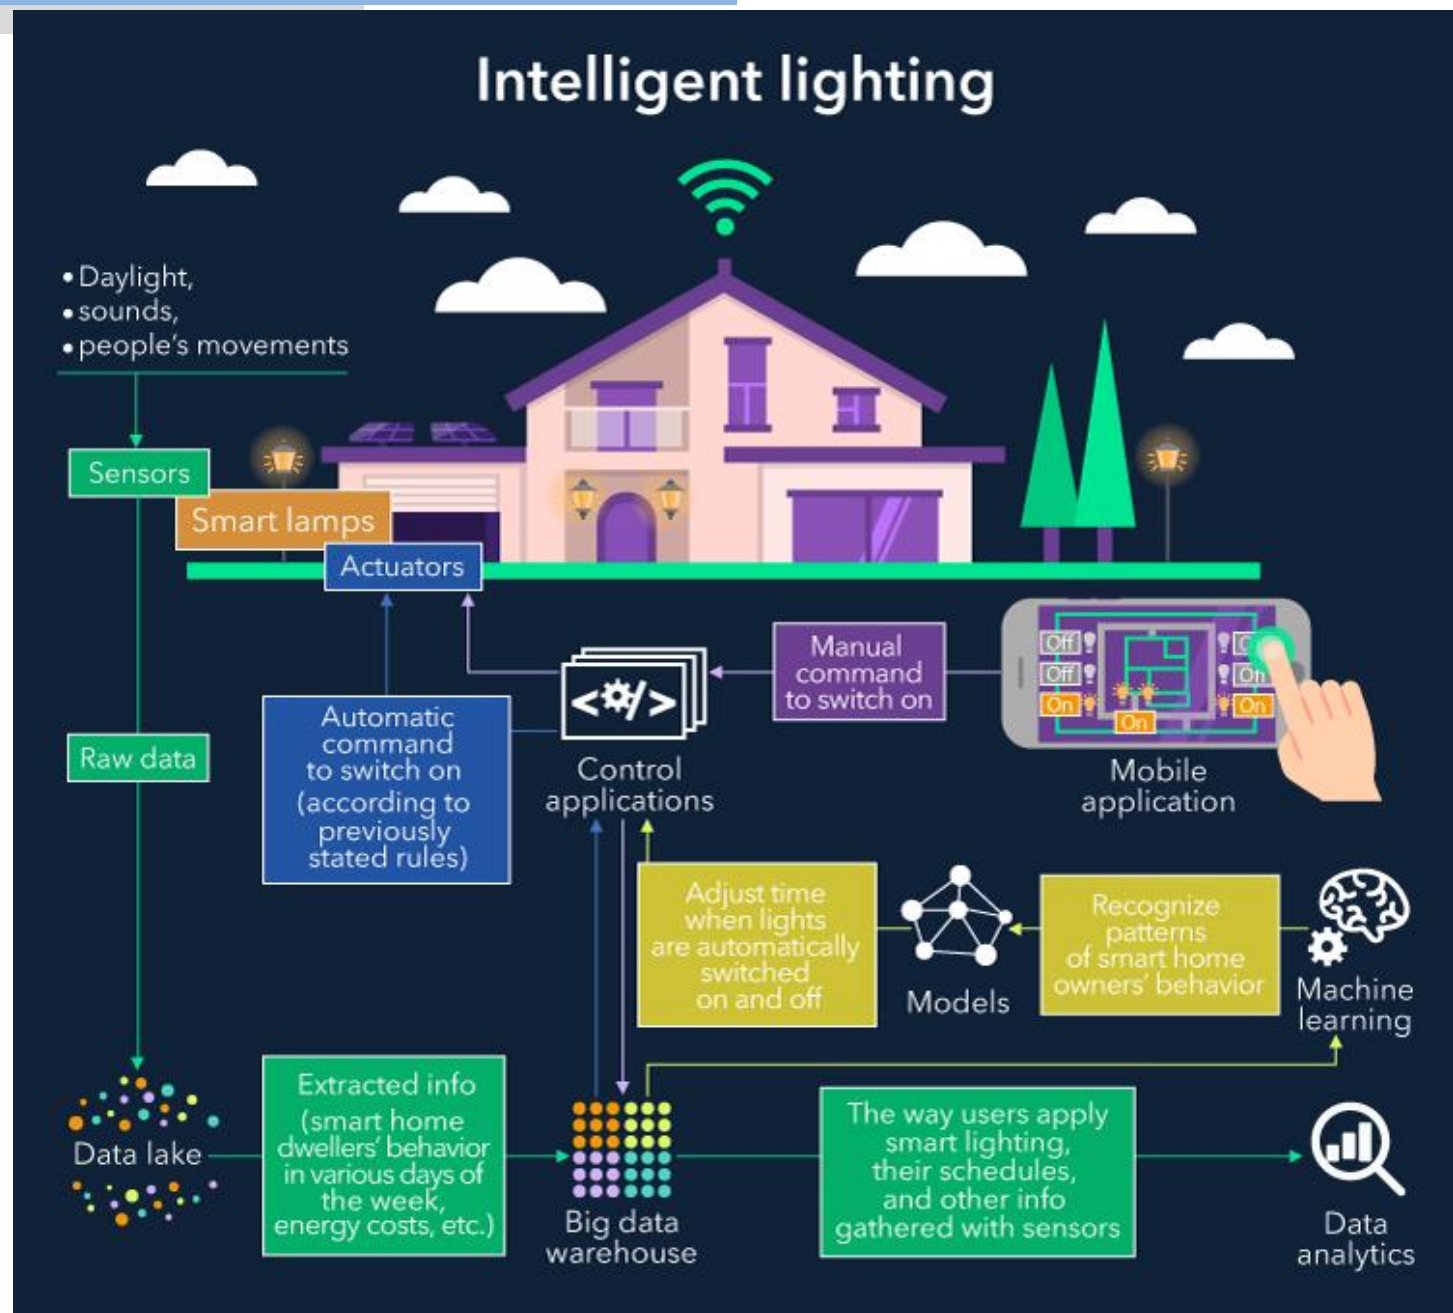 Intelligent lighting
• Daylight,
• sounds,
• people's movements
Sensors
Smart lamps
Actuators
Manual
command
to switch on
Off
Off
On
On
On
Mobile
application
Automatic
command
to switch on
(according to
previously
stated rules)
</>
Control
applications
Raw data
Adjust time
when lights
are automatically
switched
on and off
Models
Recognize
patterns
of smart home
owners' behavior
Machine
learning
Data lake
Extracted info
(smart home
dwellers' behavior
in various days of
the week,
energy costs, etc.)
Big data
warehouse
The way users apply
smart lighting,
their schedules,
and other info
gathered with sensors
Data
analytics